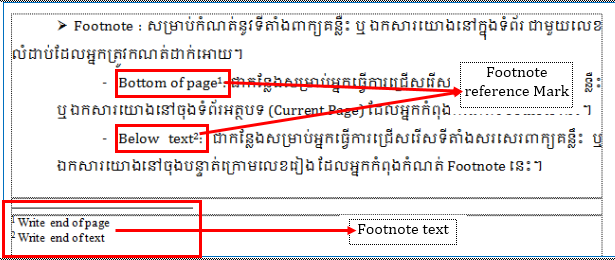 ➤ Footnote : សម្រាប់កំណត់នូវទីតាំងពាក្យគន្លឹះ ឬ ឯកសារយោងនៅក្នុងទំព័រ ជាមួយលេខ
លំដាប់ដែលអ្នកត្រូវកណត់ដាក់អោយ។
- Bottom of page¹: ជាកន្លែងសម្រាប់អ្នកធ្វើការជ្រើសរើស
ឬ ឯកសារយោងនៅចុងទំព័រអត្ថបទ (Current Page) ដែលអ្នកកំពុង ។
- Below text²: ជាកន្លែងសម្រាប់អ្នកធ្វើការជ្រើសរើសទីតាំងសរសេរពាក្យគន្លឹះ ឬ
ឯកសារយោងនៅចុងបន្ទាត់ក្រោមលេខរៀង ដែលអ្នកកំពុំងកំណត់ Footnote នេះ។
Footnote
reference Mark
¹ Write end of page
² Write end of text
Footnote text